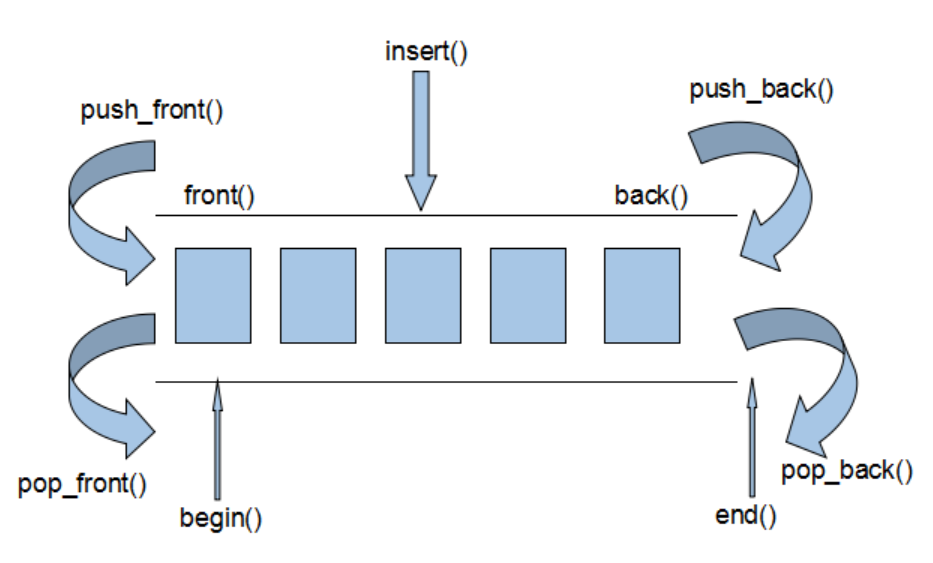 insert()
push_front()
push_back()
front()
back()
pop_front()
pop_back()
begin()
end()